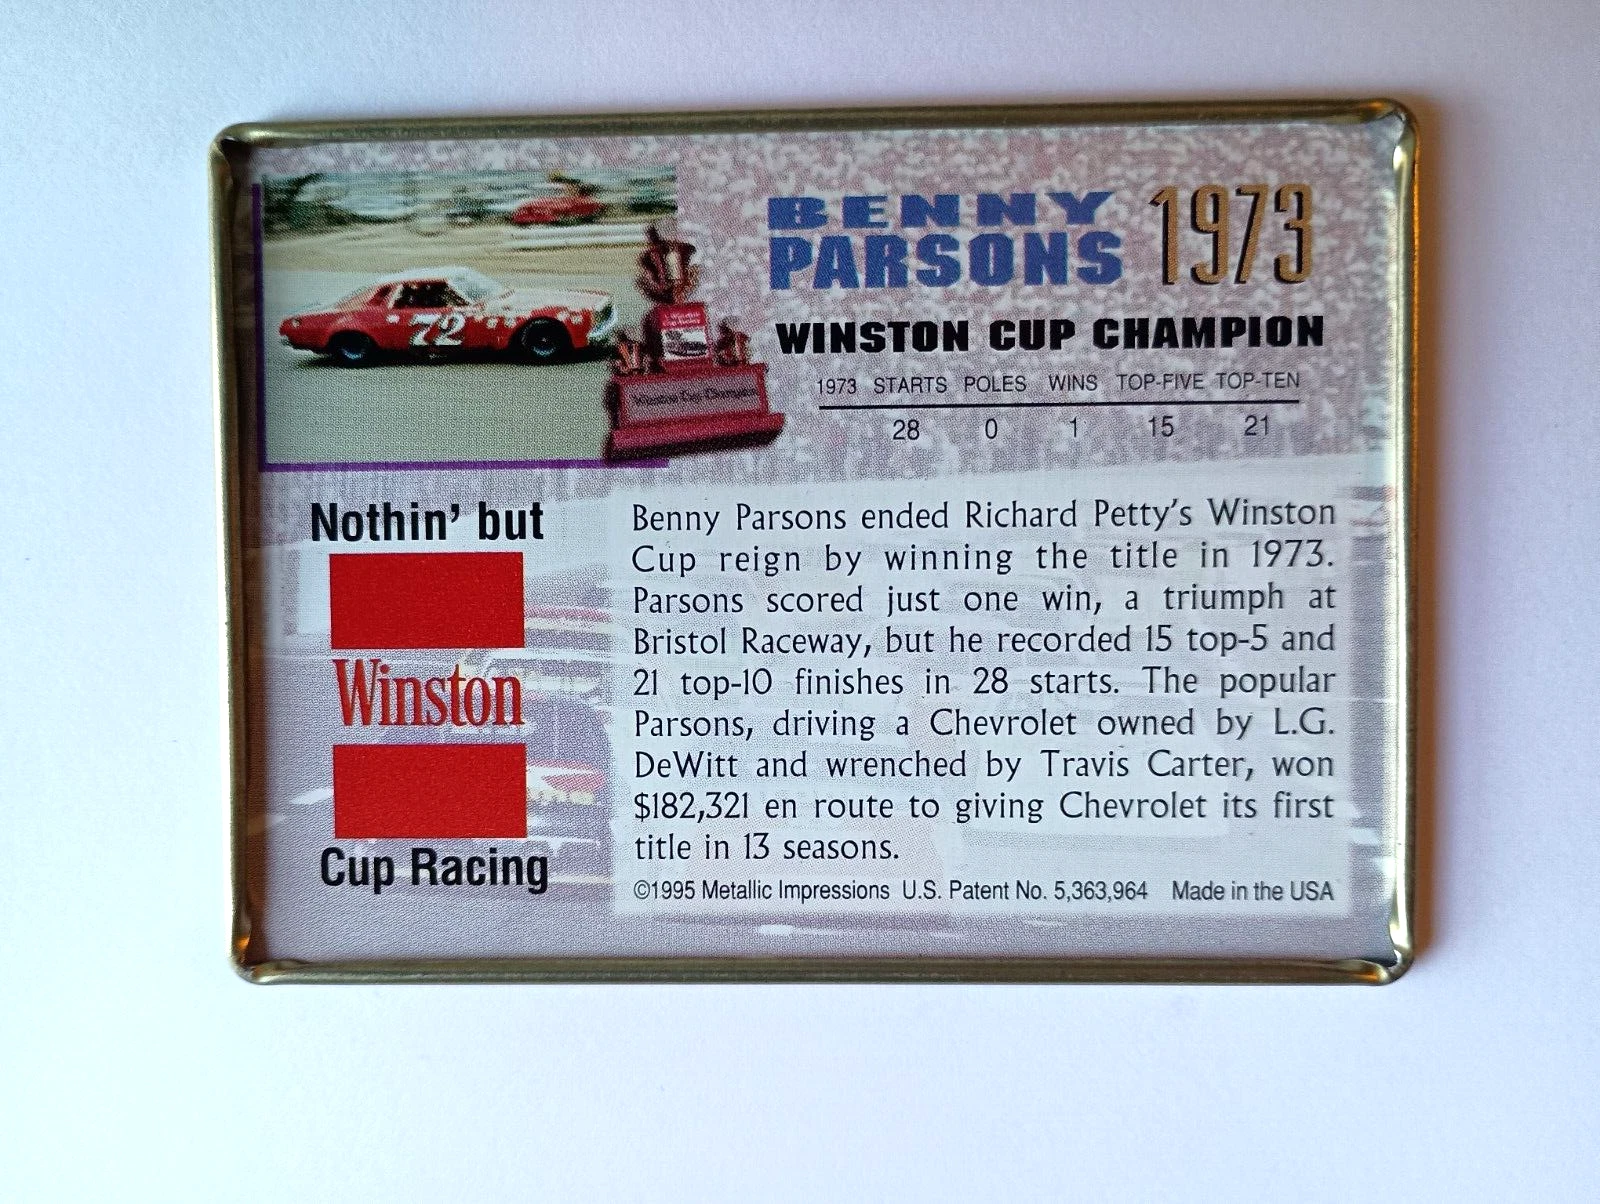 BENNY
PARSONS
1973
WINSTON CUP CHAMPION
1973 STARTS POLES WINS TOP-FIVE TOP-TEN
28 0 1 15 21
72
Winston Cup Champion
Nothin' but
Winston
Cup Racing
Benny Parsons ended Richard Petty's Winston
Cup reign by winning the title in 1973.
Parsons scored just one win, a triumph at
Bristol Raceway, but he recorded 15 top-5 and
21 top-10 finishes in 28 starts. The popular
Parsons, driving a Chevrolet owned by L.G.
DeWitt and wrenched by Travis Carter, won
$182,321 en route to giving Chevrolet its first
title in 13 seasons.
©1995 Metallic Impressions U.S. Patent No. 5,363,964 Made in the USA